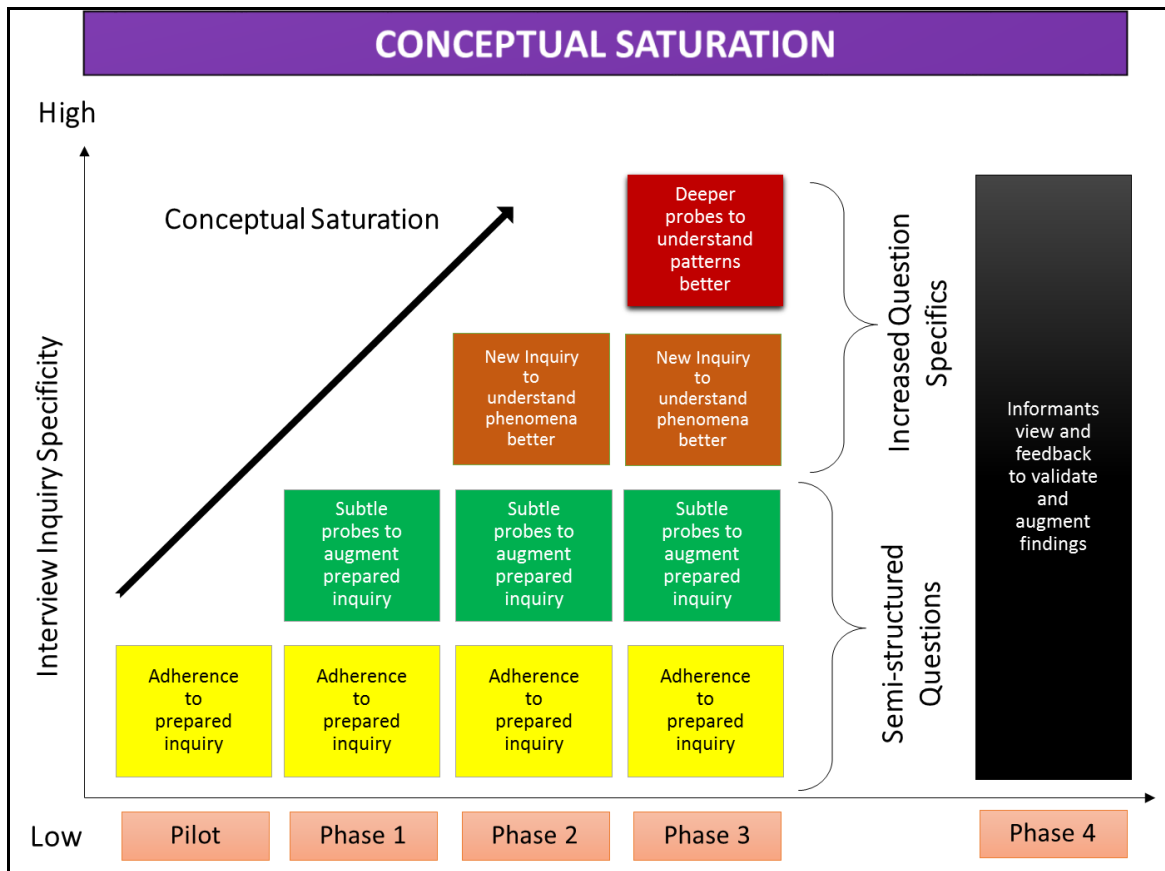 CONCEPTUAL SATURATION
High
Conceptual Saturation
Interview Inquiry Specificity
Deeper
probes to
understand
patterns
better
New Inquiry
to
understand
phenomena
better
New Inquiry
to
understand
phenomena
better
Increased Question
Specifics
Subtle
probes to
augment
prepared
inquiry
Subtle
probes to
augment
prepared
inquiry
Subtle
probes to
augment
prepared
inquiry
Adherence
to
prepared
inquiry
Adherence
to
prepared
inquiry
Adherence
to
prepared
inquiry
Adherence
to
prepared
inquiry
Semi-structured
Questions
Informants
view and
feedback
to validate
and
augment
findings
Low
Pilot
Phase 1
Phase 2
Phase 3
Phase 4